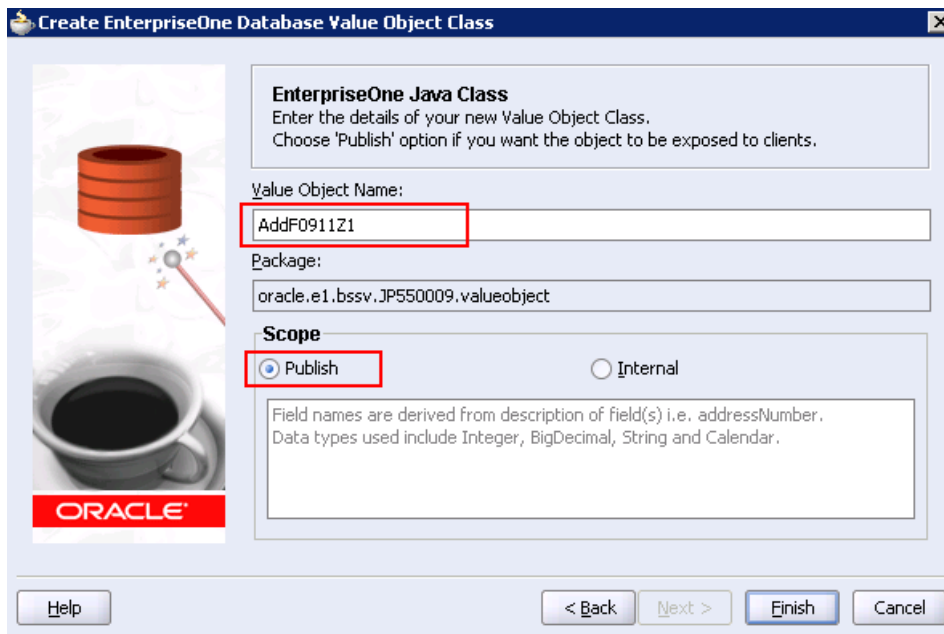 Create EnterpriseOne Database Value Object Class
EnterpriseOne Java Class
Enter the details of your new Value Object Class.
Choose 'Publish' option if you want the object to be exposed to clients.
Value Object Name:
AddF0911Z1
Package:
oracle.e1.bssv.JP550009.valueobject
Scope
Publish
Internal
Field names are derived from description of field(s) i.e. addressNumber.
Data types used include Integer, BigDecimal, String and Calendar.
ORACLE
Help
< Back
Next >
Finish
Cancel